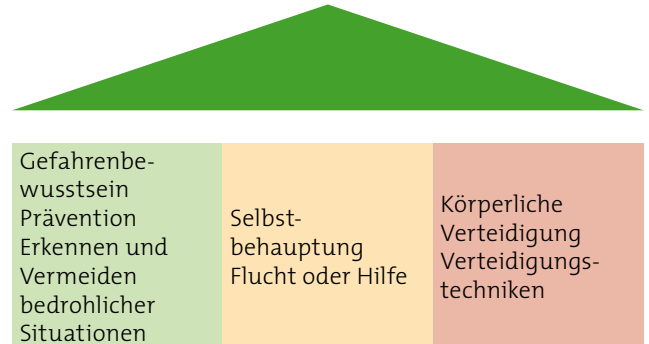 Gefahrenbe-
wusstsein
Prävention
Erkennen und
Vermeiden
bedrohlicher
Situationen
Selbst-
behauptung
Flucht oder Hilfe
Körperliche
Verteidigung
Verteidigungs-
techniken